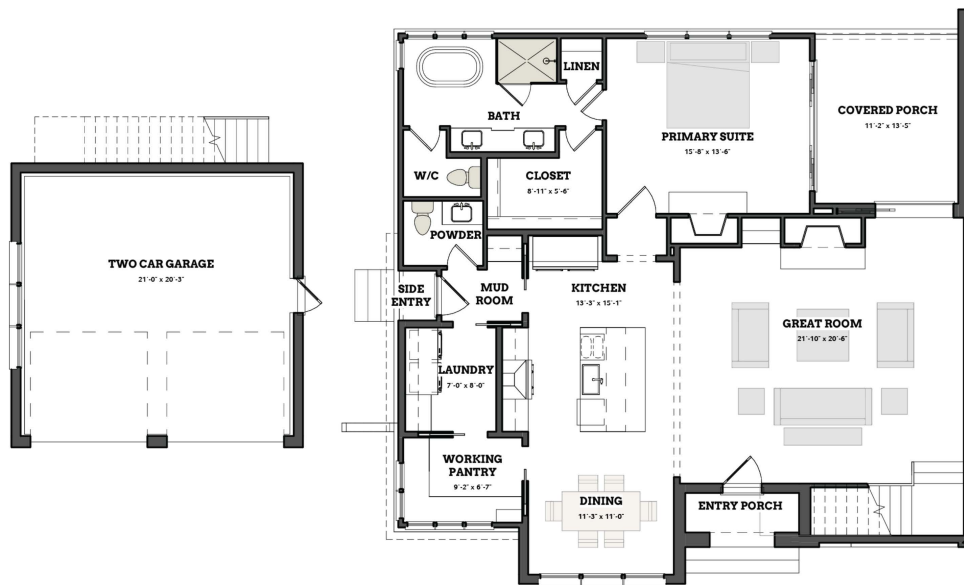 LINEN
BATH
COVERED PORCH
11'-2" x 13'-5"
PRIMARY SUITE
15'-8" x 13'-6"
W/C
CLOSET
8'-11" x 5'-6"
POWDER
TWO CAR GARAGE
21'-0" x 20'-3"
SIDE
ENTRY
MUD
ROOM
KITCHEN
13'-3" x 15'-1"
GREAT ROOM
21'-10" x 20'-6"
LAUNDRY
7'-0" x 8'-0"
WORKING
PANTRY
9'-2" x 6'-7"
DINING
11'-3" x 11'-0"
ENTRY PORCH